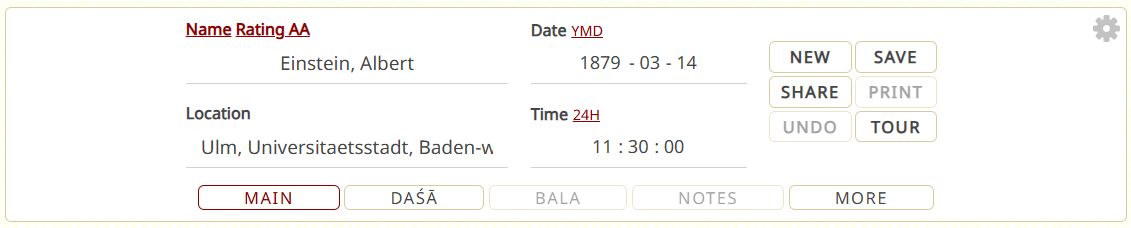 Name Rating AA
Einstein, Albert
Date YMD
1879 - 03 - 14
Location
Ulm, Universitaetsstadt, Baden-w
Time 24H
11 : 30 : 00
NEW SAVE
SHARE PRINT
UNDO TOUR
MAIN DAŚĀ BALA NOTES MORE